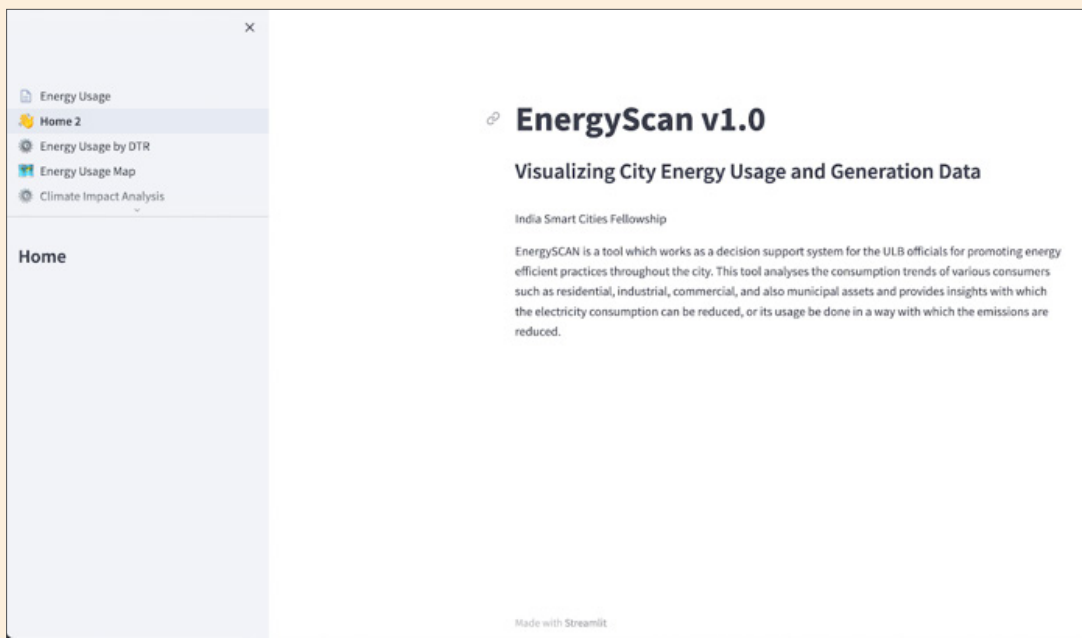 Energy Usage
Home 2
Energy Usage by DTR
Energy Usage Map
Climate Impact Analysis
Home
EnergyScan v1.0
Visualizing City Energy Usage and Generation Data
India Smart Cities Fellowship
EnergySCAN is a tool which works as a decision support system for the ULB officials for promoting energy
efficient practices throughout the city. This tool analyses the consumption trends of various consumers
such as residential, industrial, commercial, and also municipal assets and provides insights with which
the electricity consumption can be reduced, or its usage be done in a way with which the emissions are
reduced.
Made with Streamlit